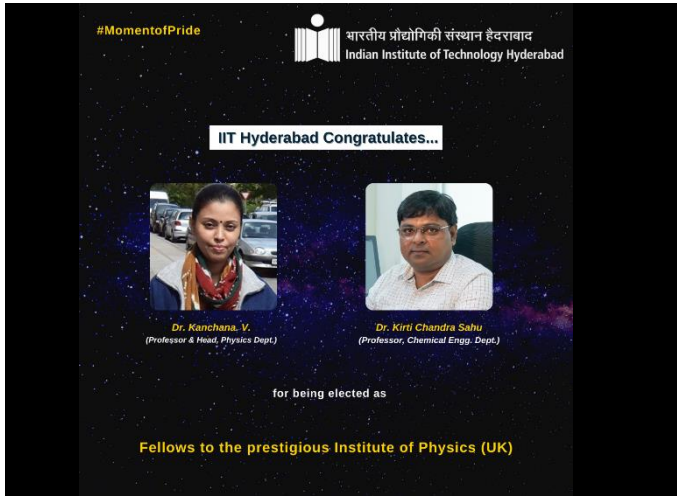 #MomentofPride
भारतीय प्रौद्योगिकी संस्थान हैदराबाद
Indian Institute of Technology Hyderabad
IIT Hyderabad Congratulates...
Dr. Kanchana. V.
(Professor & Head, Physics Dept.)
Dr. Kirti Chandra Sahu
(Professor, Chemical Engg. Dept.)
for being elected as
Fellows to the prestigious Institute of Physics (UK)